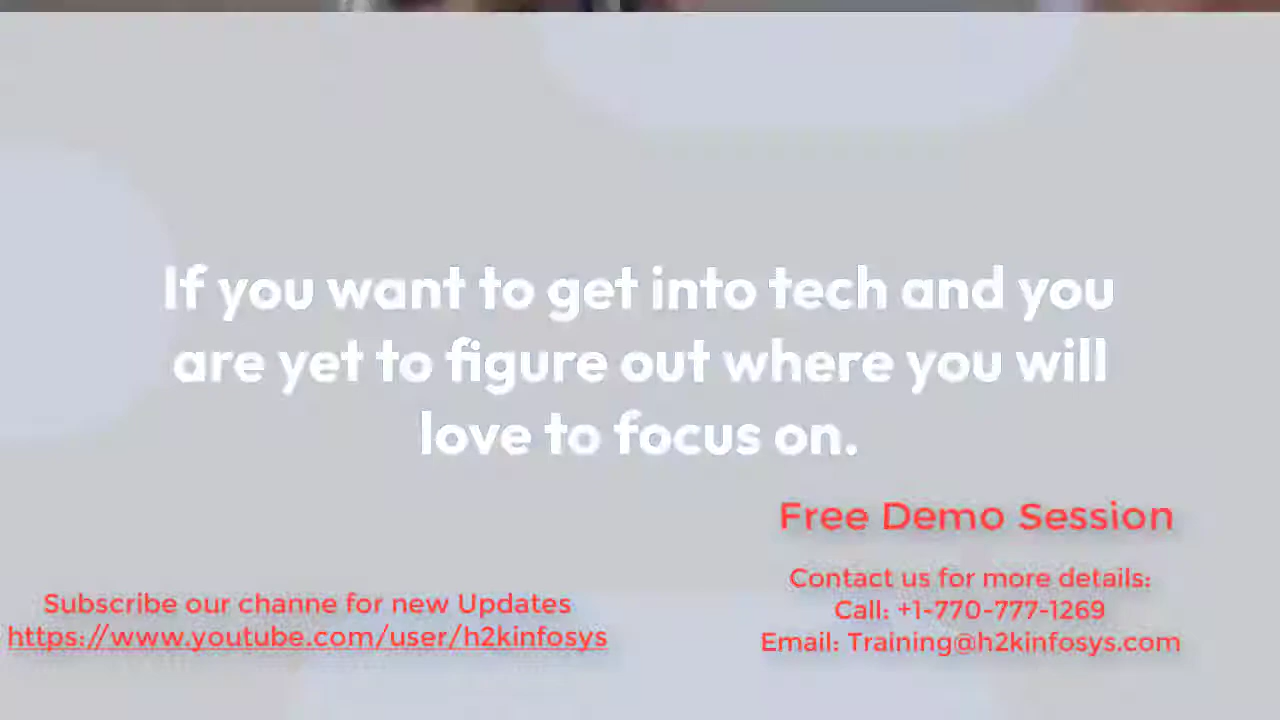 If you want to get into tech and you
are yet to figure out where you will
love to focus on.
Free Demo Session
Contact us for more details:
Call: +1-770-777-1269
Email: Training@h2kinfosys.com
Subscribe our channe for new Updates
https://www.youtube.com/user/h2kinfosys